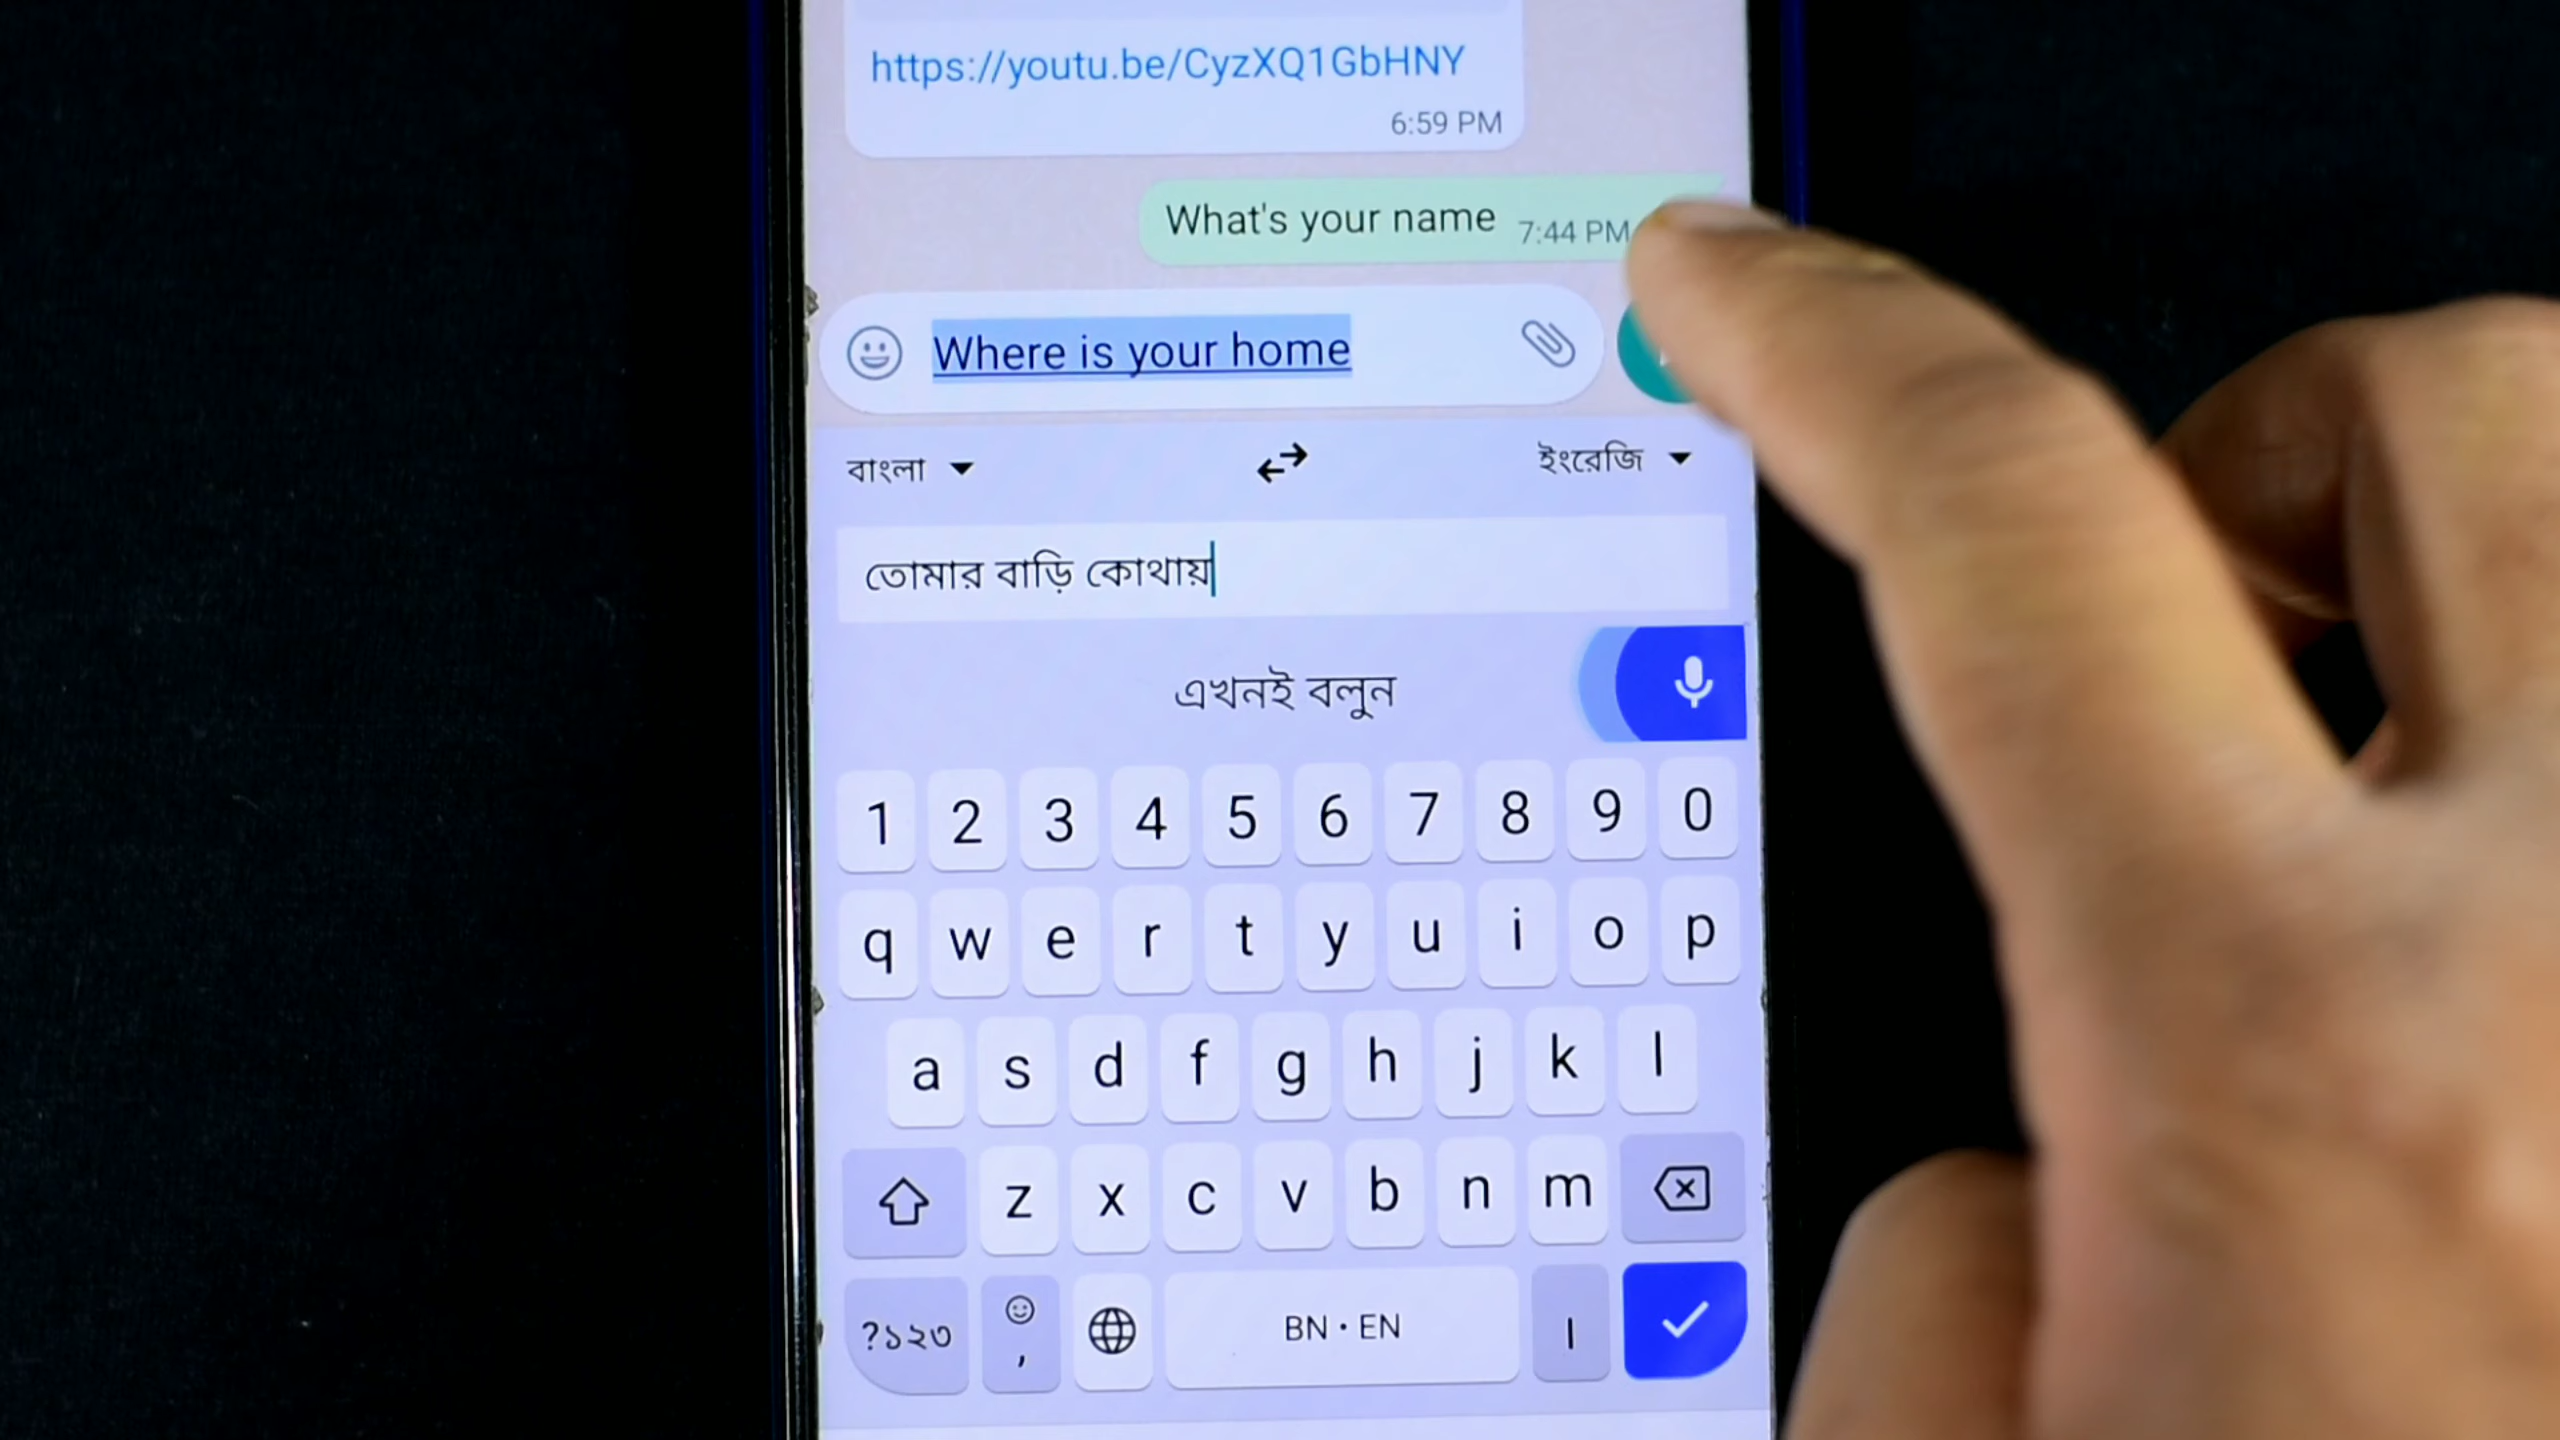 https://youtu.be/CyzXQ1GbHNY
6:59 PM
What's your name 7:44 PM
Where is your home
বাংলা ইংরেজি
তোমার বাড়ি কোথায়
এখনই বলুন
1 2 3 4 5 6 7 8 9 0
q w e r t y u i o p
a s d f g h j k l
z x c v b n m
?১২৩ , BN • EN ।